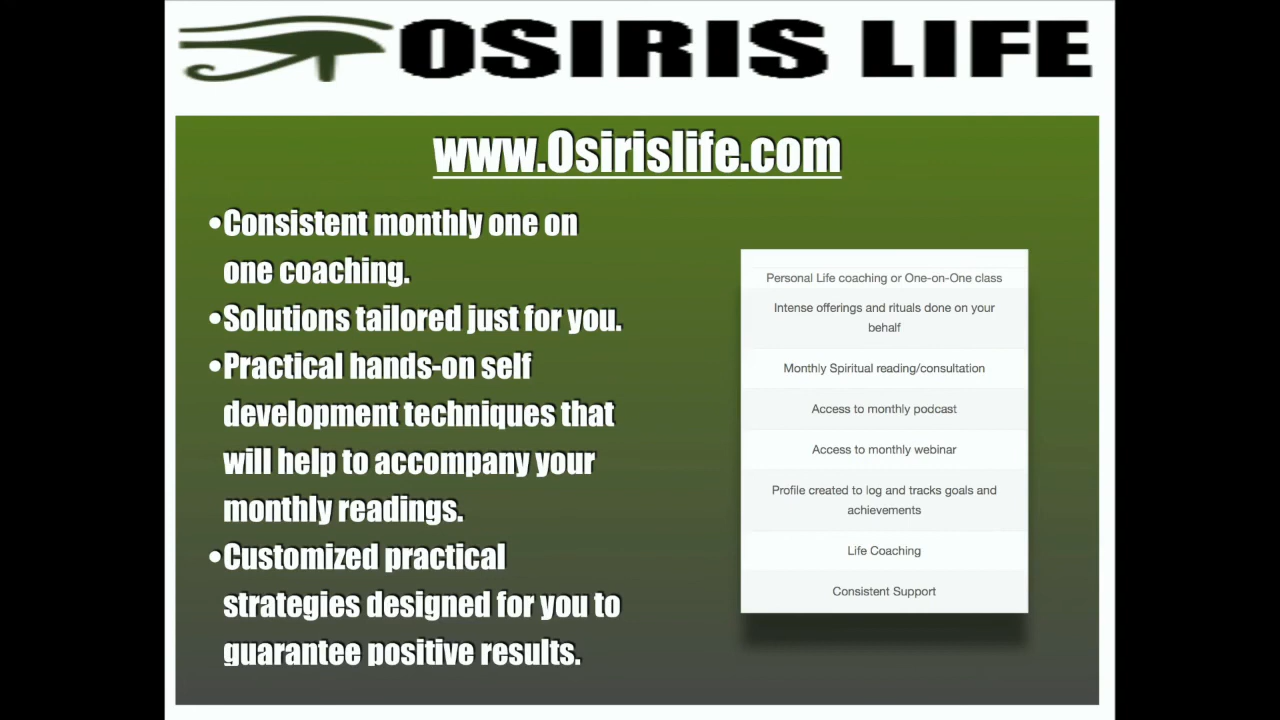 OSIRIS LIFE
www.Osirislife.com
•Consistent monthly one on
one coaching.
•Solutions tailored just for you.
•Practical hands-on self
development techniques that
will help to accompany your
monthly readings.
•Customized practical
strategies designed for you to
guarantee positive results.
Personal Life coaching or One-on-One class
Intense offerings and rituals done on your
behalf
Monthly Spiritual reading/consultation
Access to monthly podcast
Access to monthly webinar
Profile created to log and tracks goals and
achievements
Life Coaching
Consistent Support